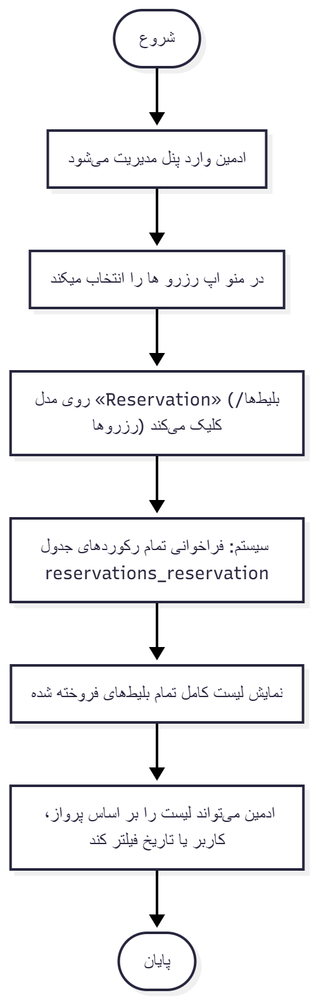 شروع
ادمین وارد پنل مدیریت می‌شود
در منو اپ رزرو ها را انتخاب میکند
روی مدل «Reservation» (بلیط‌ها/
رزروها) کلیک می‌کند
سیستم: فراخوانی تمام رکوردهای جدول
reservations_reservation
نمایش لیست کامل تمام بلیط‌های فروخته شده
ادمین می‌تواند لیست را بر اساس پرواز،
کاربر یا تاریخ فیلتر کند
پایان